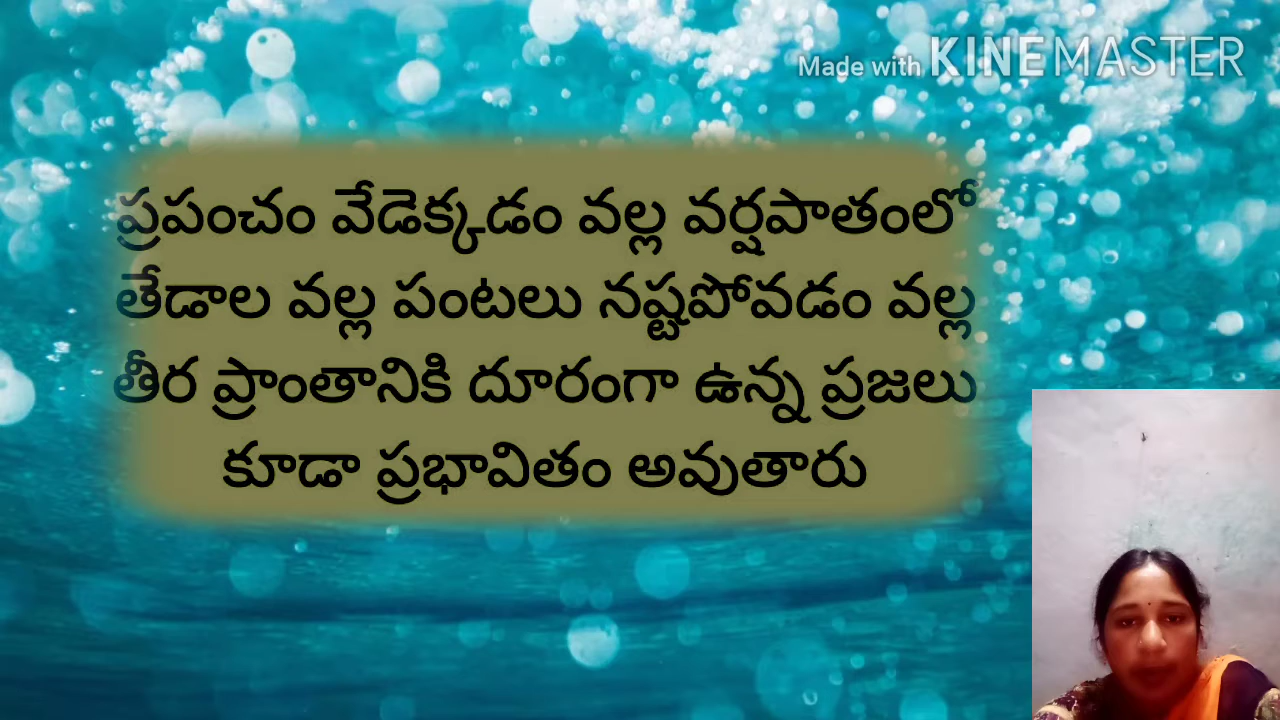 Made with KINEMASTER
ప్రపంచం వేడెక్కడం వల్ల వర్షపాతంలో
తేడాల వల్ల పంటలు నష్టపోవడం వల్ల
తీర ప్రాంతానికి దూరంగా ఉన్న ప్రజలు
కూడా ప్రభావితం అవుతారు